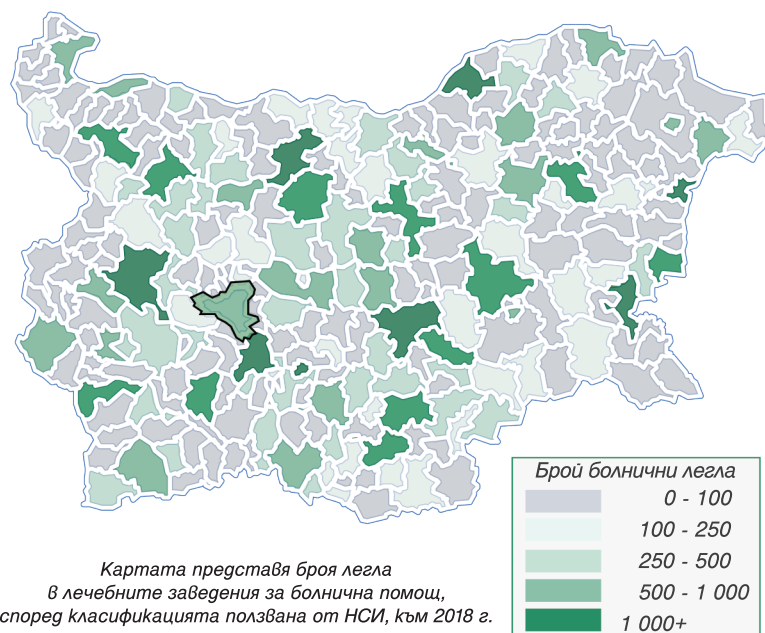 Брой болнични легла
0 - 100
100 - 250
250 - 500
500 - 1 000
1 000+
Картата представя броя легла
в лечебните заведения за болнична помощ,
според класификацията ползвана от НСИ, към 2018 г.